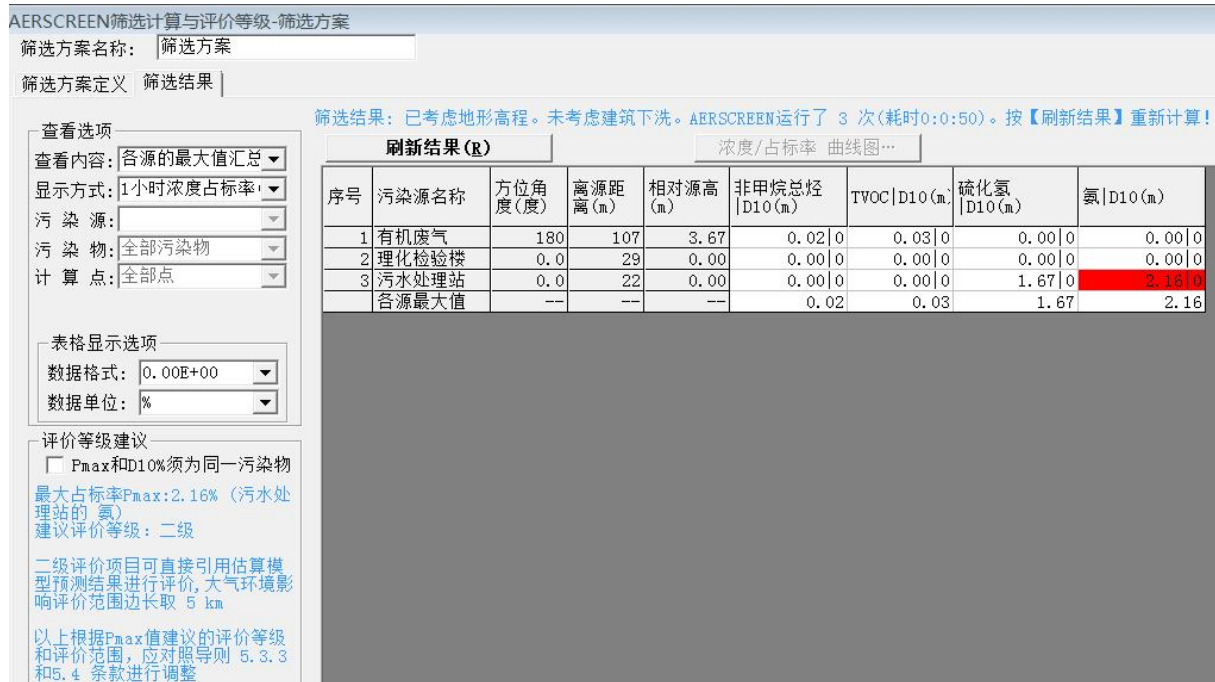 AERSCREEN筛选计算与评价等级-筛选方案
筛选方案名称: 筛选方案
筛选方案定义 筛选结果
筛选结果: 已考虑地形高程。未考虑建筑下洗。AERSCREEN运行了 3 次(耗时0:0:50)。按【刷新结果】重新计算!
刷新结果(R) 浓度/占标率 曲线图…
查看选项
查看内容: 各源的最大值汇总
显示方式: 1小时浓度占标率
污 染 源:
污 染 物: 全部污染物
计 算 点: 全部点
表格显示选项
数据格式: 0.00E+00
数据单位: %
评价等级建议
Pmax和D10%须为同一污染物
最大占标率Pmax:2.16% (污水处
理站的 氨)
建议评价等级: 二级
二级评价项目可直接引用估算模
型预测结果进行评价,大气环境影
响评价范围边长取 5 km
以上根据Pmax值建议的评价等级
和评价范围, 应对照导则 5.3.3
和5.4 条款进行调整
序号 污染源名称 方位角度(度) 离源距离(m) 相对源高(m) 非甲烷总烃|D10(m) TVOC|D10(m) 硫化氢|D10(m) 氨|D10(m)
1 有机废气 180 107 3.67 0.02|0 0.03|0 0.00|0 0.00|0
2 理化检验楼 0.0 29 0.00 0.00|0 0.00|0 0.00|0 0.00|0
3 污水处理站 0.0 22 0.00 0.00|0 0.00|0 1.67|0 2.16|0
各源最大值 -- -- -- 0.02 0.03 1.67 2.16